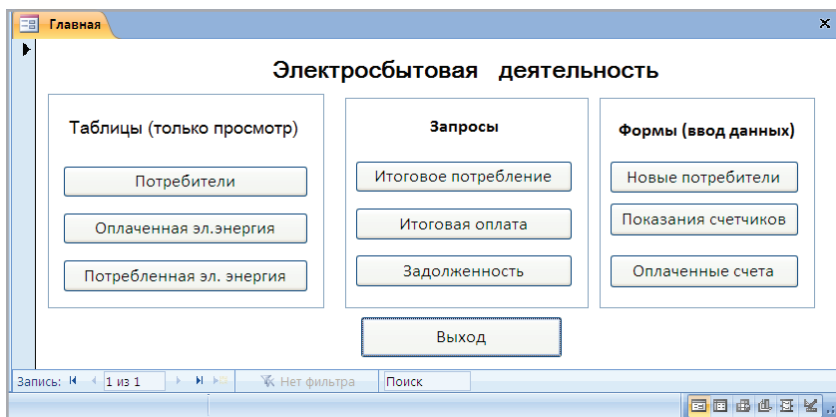 Главная
Электросбытовая деятельность
Таблицы (только просмотр)
Потребители
Оплаченная эл.энергия
Потребленная эл. энергия
Запросы
Итоговое потребление
Итоговая оплата
Задолженность
Формы (ввод данных)
Новые потребители
Показания счетчиков
Оплаченные счета
Выход
Запись: 1 из 1 Нет фильтра Поиск